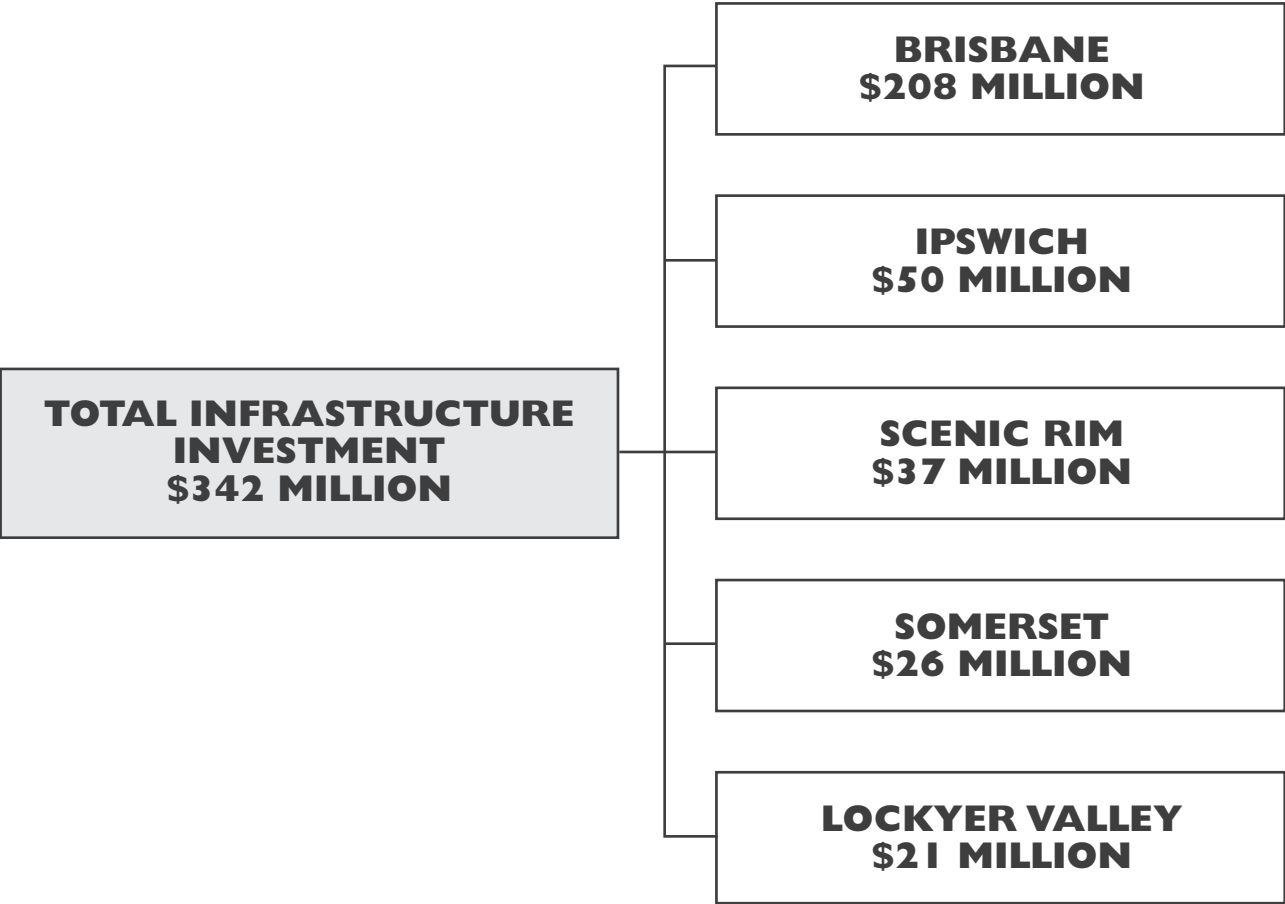 BRISBANE
$208 MILLION
IPSWICH
$50 MILLION
TOTAL INFRASTRUCTURE
INVESTMENT
$342 MILLION
SCENIC RIM
$37 MILLION
SOMERSET
$26 MILLION
LOCKYER VALLEY
$21 MILLION